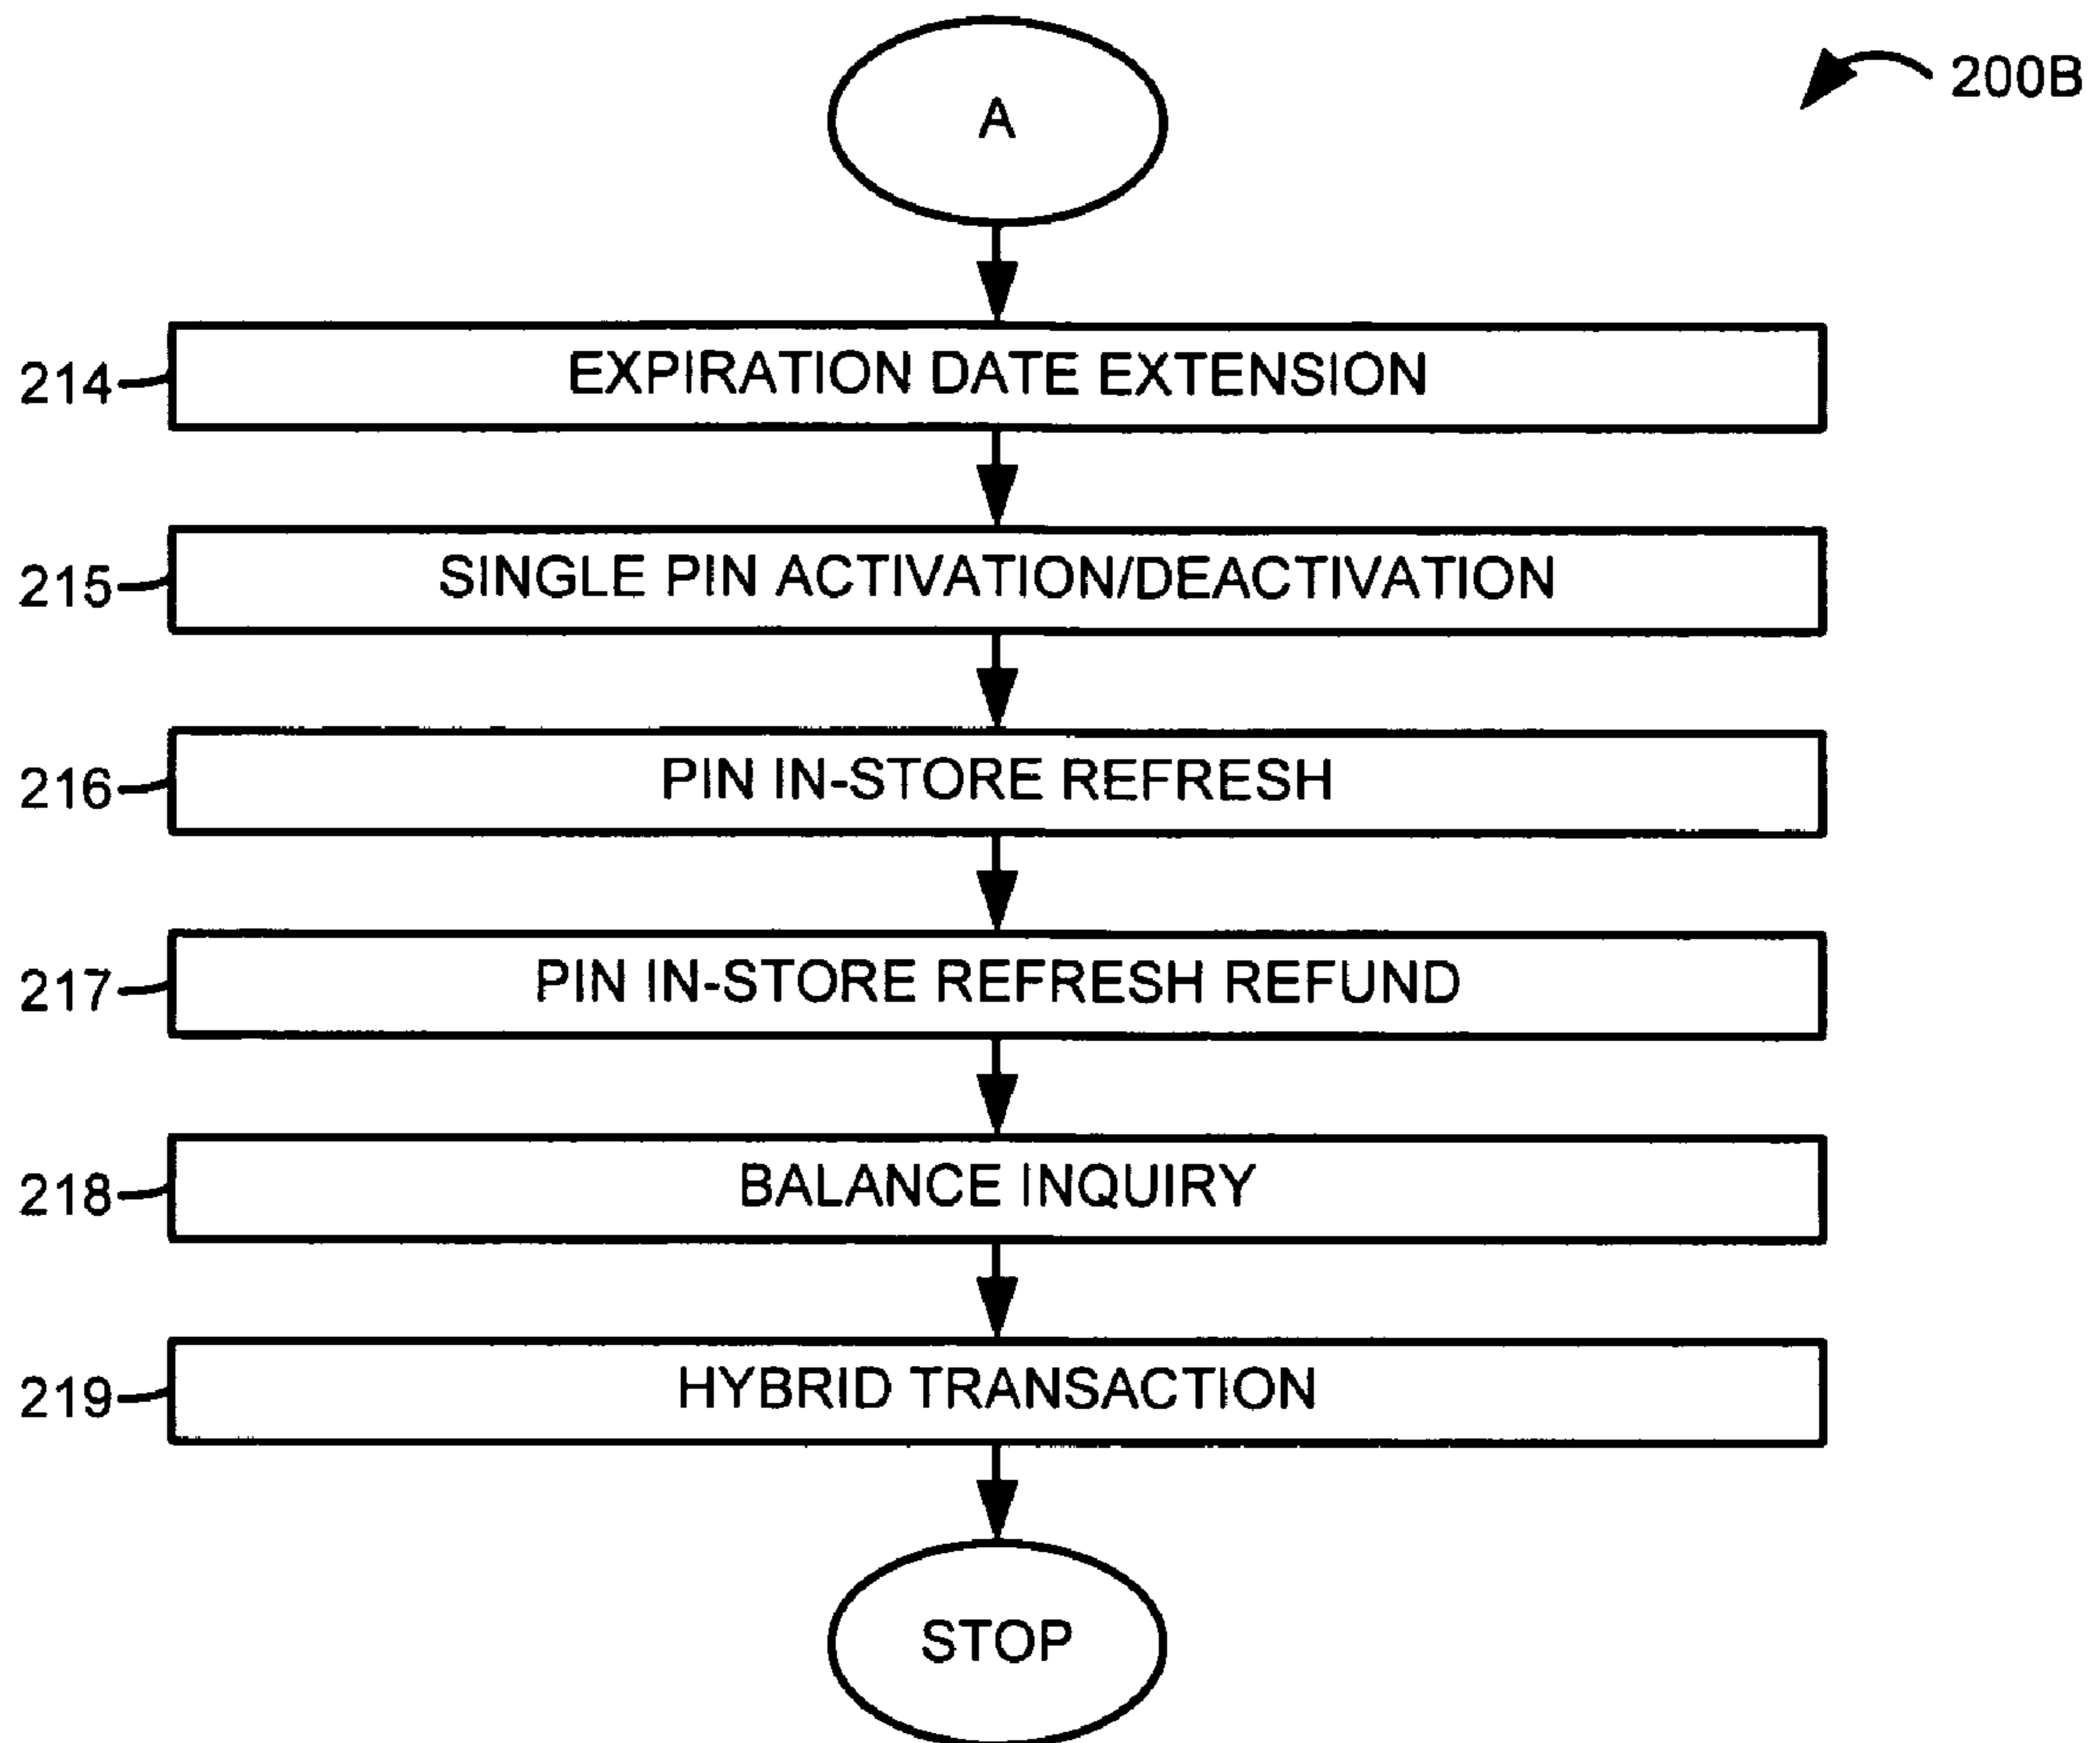 A
200B
214
EXPIRATION DATE EXTENSION
215
SINGLE PIN ACTIVATION/DEACTIVATION
216
PIN IN-STORE REFRESH
217
PIN IN-STORE REFRESH REFUND
218
BALANCE INQUIRY
219
HYBRID TRANSACTION
STOP